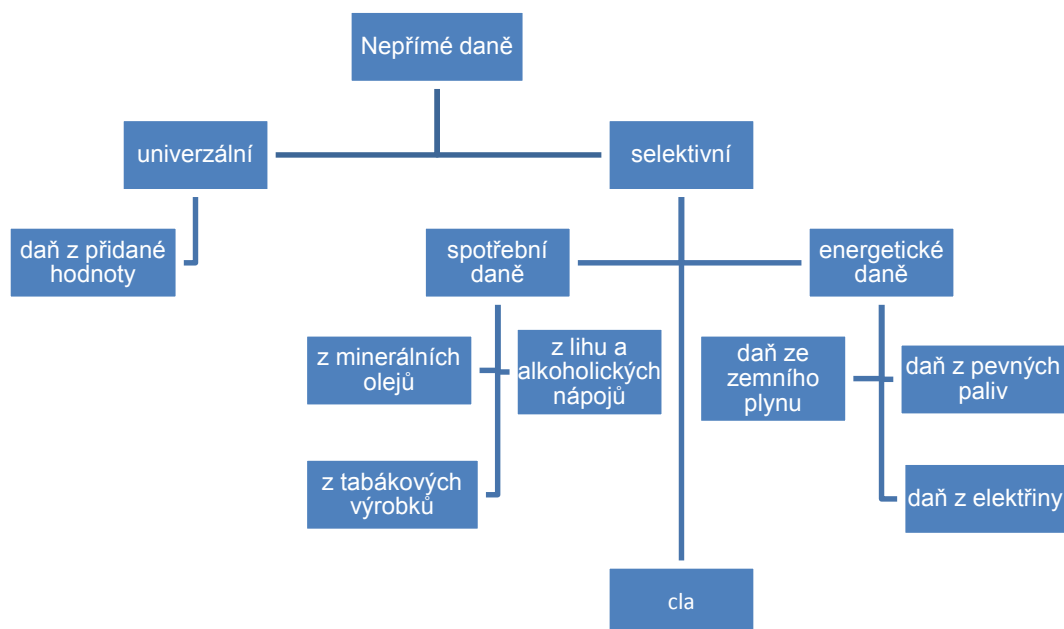 Nepřímé daně
univerzální
selektivní
daň z přidané
hodnoty
spotřební
daně
energetické
daně
z minerálních
olejů
z lihu a
alkoholických
nápojů
daň ze
zemního
plynu
daň z pevných
paliv
z tabákových
výrobků
daň z elektřiny
cla